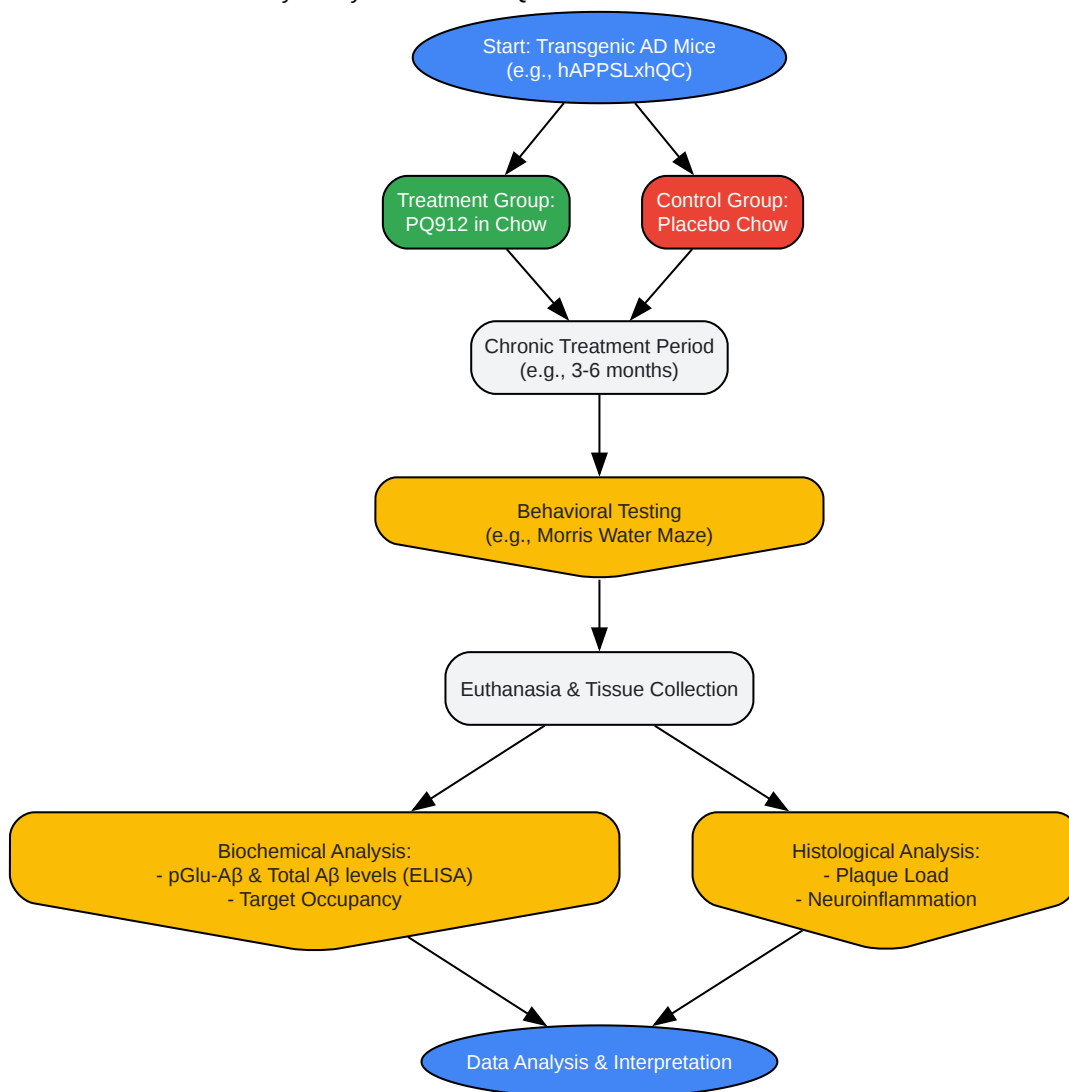 Start: Transgenic AD Mice
(e.g., hAPPSLxhQC)
Treatment Group:
PQ912 in Chow
Control Group:
Placebo Chow
Chronic Treatment Period
(e.g., 3-6 months)
Behavioral Testing
(e.g., Morris Water Maze)
Euthanasia & Tissue Collection
Biochemical Analysis:
- pGlu-Aβ & Total Aβ levels (ELISA)
- Target Occupancy
Histological Analysis:
- Plaque Load
- Neuroinflammation
Data Analysis & Interpretation